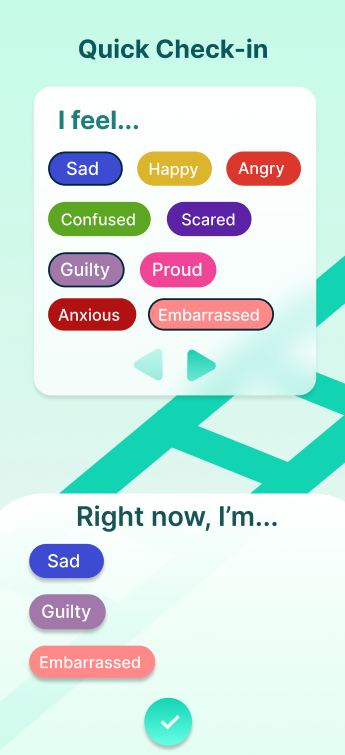 Quick Check-in
I feel...
Sad Happy Angry
Confused Scared
Guilty Proud
Anxious Embarrassed
Right now, I’m...
Sad
Guilty
Embarrassed